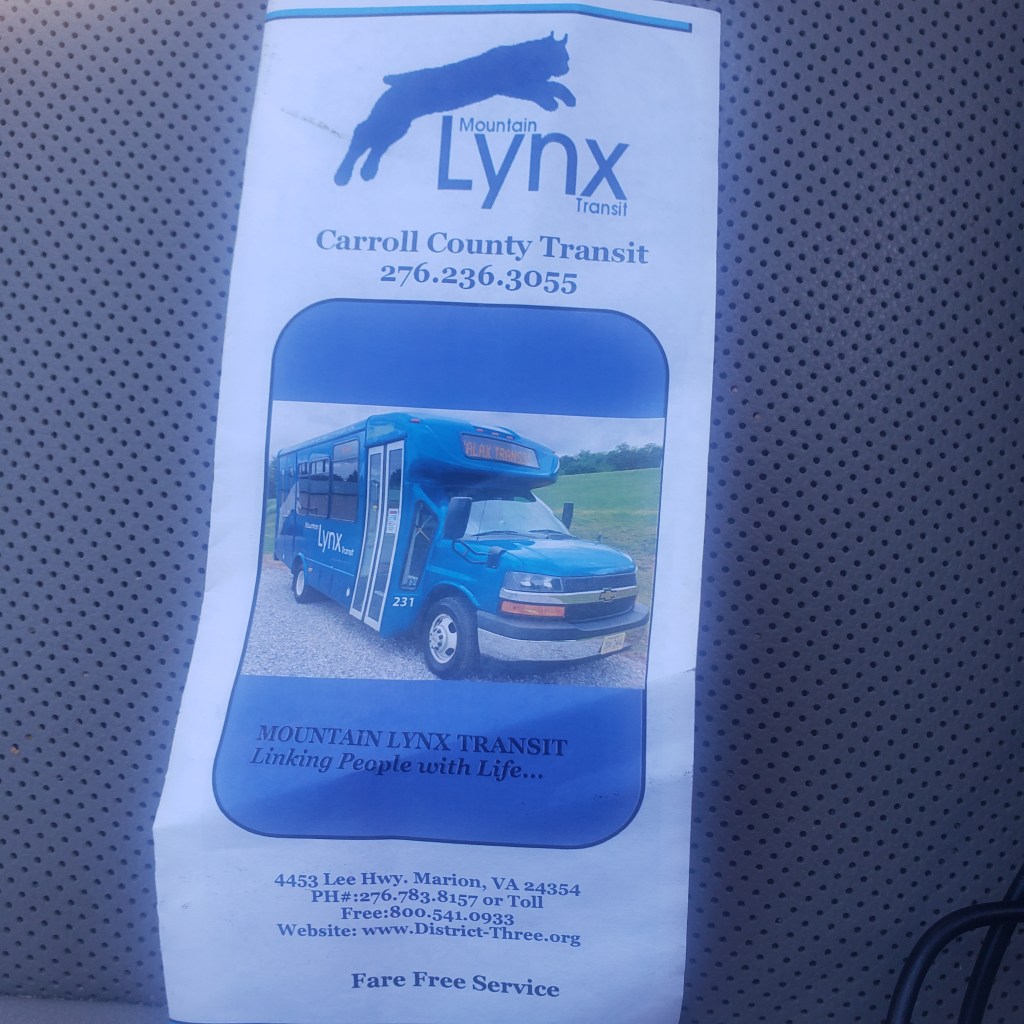 Mountain
Lynx
Transit
Carroll County Transit
276.236.3055
Mountain
Lynx
Transit
231
MOUNTAIN LYNX TRANSIT
Linking People with Life...
4453 Lee Hwy. Marion, VA 24354
PH#:276.783.8157 or Toll
Free:800.541.0933
Website: www.District-Three.org
Fare Free Service